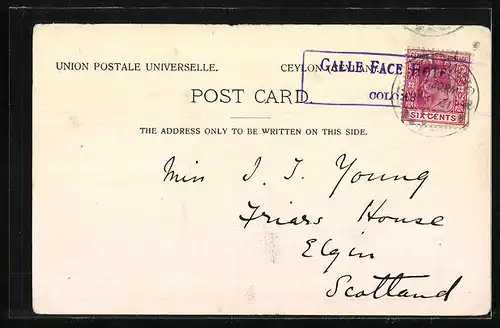 UNION POSTALE UNIVERSELLE. CEYLON
GALLE FACE HOTEL
COLO
POST CARD.
SIX CENTS
THE ADDRESS ONLY TO BE WRITTEN ON THIS SIDE.
Miss J. J. Young
Friars House
Elgin
Scotland